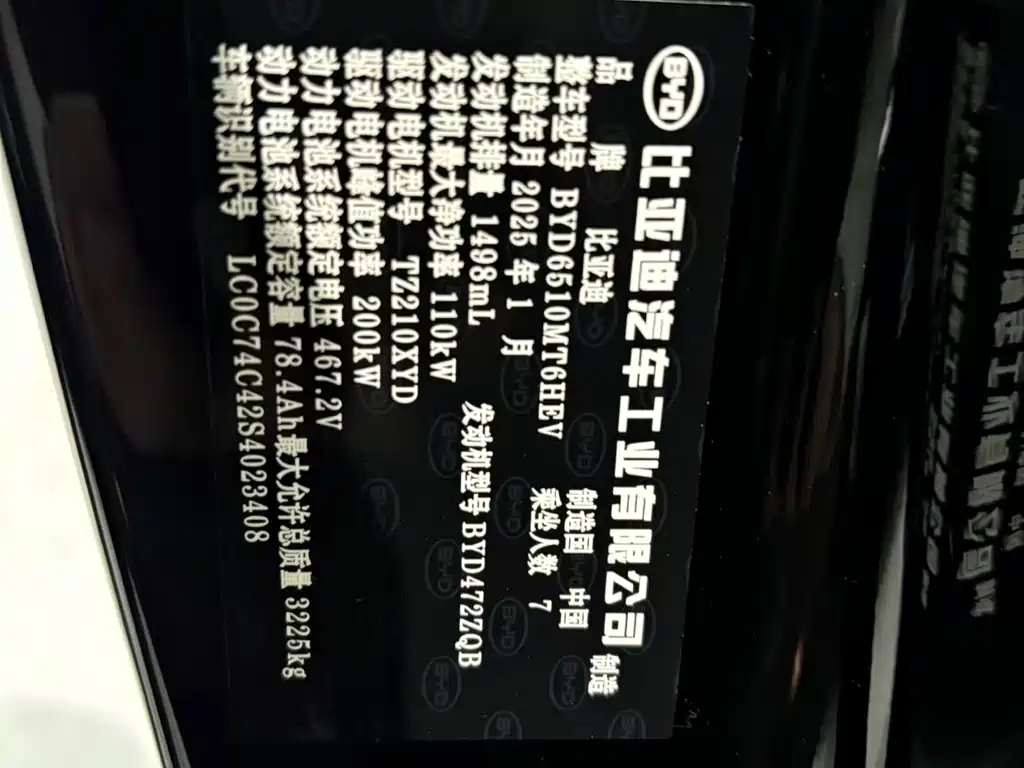 BYD 比亚迪汽车工业有限公司 制造
品牌 比亚迪 制造国 中国
整车型号 BYD6510MT6HEV 乘坐人数 7
制造年月 2025年1月
发动机排量 1498mL 发动机型号 BYD472ZQB
发动机最大净功率 110kW
驱动电机型号 TZ210XYD
驱动电机峰值功率 200kW
动力电池系统额定电压 467.2V
动力电池系统额定容量 78.4Ah 最大允许总质量 3225kg
车辆识别代号 LC0C74C42S4023408